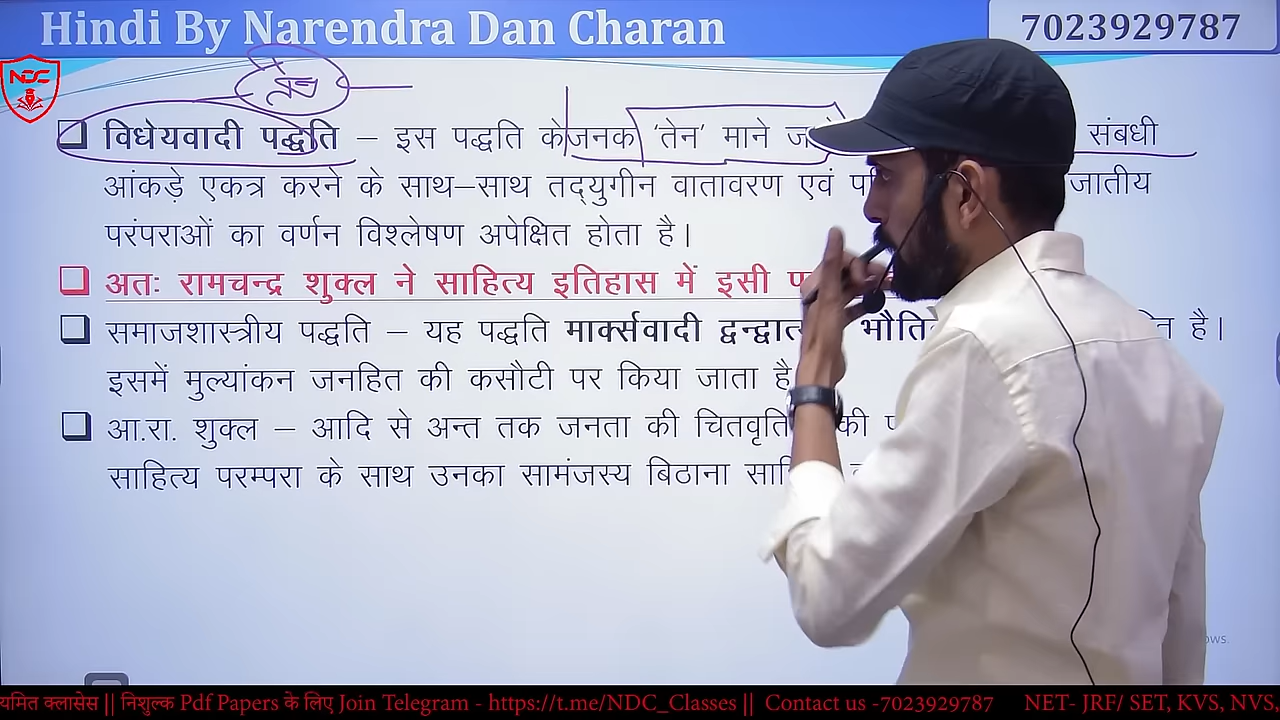 Hindi By Narendra Dan Charan
7023929787
NDC
विधेयवादी पद्धति – इस पद्धति के जनक ‘तेन’ माने संबधी
आंकड़े एकत्र करने के साथ–साथ तद्युगीन वातावरण एवं जातीय
परंपराओं का वर्णन विश्लेषण अपेक्षित होता है।
अतः रामचन्द्र शुक्ल ने साहित्य इतिहास में इसी
समाजशास्त्रीय पद्धति – यह पद्धति मार्क्सवादी है।
इसमें मुल्यांकन जनहित की कसौटी पर किया जाता है
आ.रा. शुक्ल – आदि से अन्त तक जनता की चितवृति की
साहित्य परम्परा के साथ उनका सामंजस्य बिठाना
यमित क्लासेस || निशुल्क Pdf Papers के लिए Join Telegram - https://t.me/NDC_Classes || Contact us -7023929787 NET- JRF/ SET, KVS, NVS,